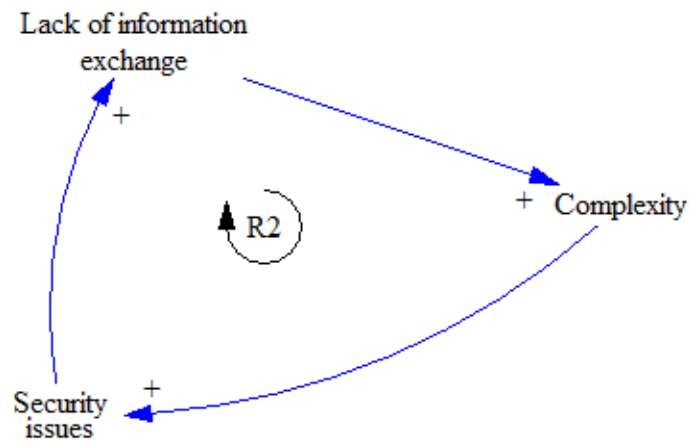 Lack of information
exchange
+
+ Complexity
R2
+
Security
issues